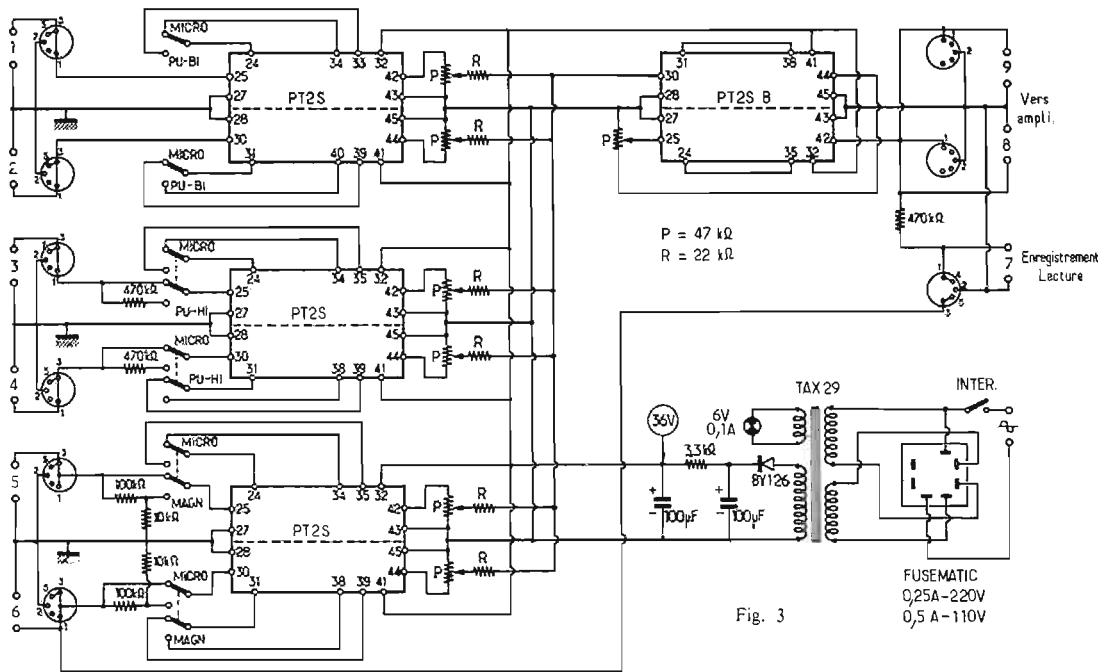 1
2
3
4
5
6
MICRO
PU-BI
24 34 33 32
25
27
28
30
PT2S
42
43
45
44
31 40 39 41
MICRO
PU-BI
P
R
P
R
MICRO
470kΩ
PU-HI
24 34 35 32
25
27
28
30
PT2S
42
43
45
44
31 38 39 41
MICRO
470kΩ
PU-HI
P
R
P
R
MICRO
100kΩ
MAGN
10kΩ
10kΩ
MICRO
100kΩ
MAGN
24 34 35 32
25
27
28
30
PT2S
42
43
45
44
31 38 39 41
P
R
P
R
31 38 41
30
28
27
25
PT2S B
44
45
43
42
24 35 32
P
P = 47 kΩ
R = 22 kΩ
9
Vers
ampli.
8
470kΩ
7
Enregistrement
Lecture
36V
6V
0,1A
3,3kΩ
BY126
+
-
100µF
+
-
100µF
TAX 29
INTER.
FUSEMATIC
0,25A-220V
0,5 A-110V
Fig. 3